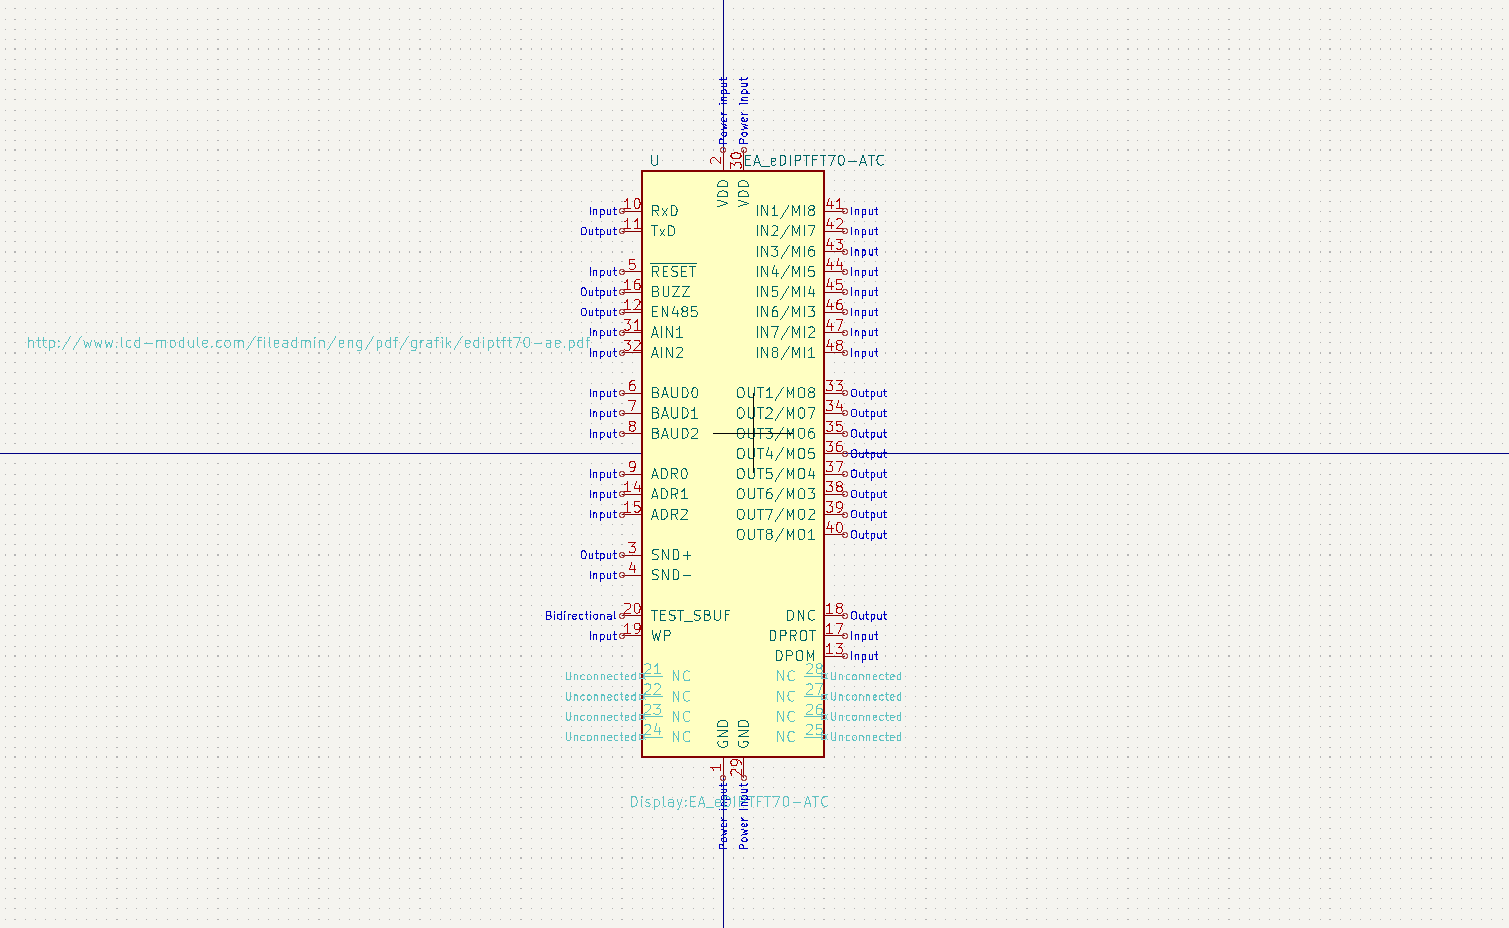 Power Input Power Input
U 2 30 EA_eDIPTFT70-ATC
VDD VDD
Input 10 RxD IN1/MI8 41 Input
Output 11 TxD IN2/MI7 42 Input
IN3/MI6 43 Input
Input 5 RESET IN4/MI5 44 Input
Output 16 BUZZ IN5/MI4 45 Input
Output 12 EN485 IN6/MI3 46 Input
Input 31 AIN1 IN7/MI2 47 Input
http://www.lcd-module.com/fileadmin/eng/pdf/grafik/ediptft70-ae.pdf
Input 32 AIN2 IN8/MI1 48 Input
Input 6 BAUD0 OUT1/MO8 33 Output
Input 7 BAUD1 OUT2/MO7 34 Output
Input 8 BAUD2 OUT3/MO6 35 Output
OUT4/MO5 36 Output
Input 9 ADR0 OUT5/MO4 37 Output
Input 14 ADR1 OUT6/MO3 38 Output
Input 15 ADR2 OUT7/MO2 39 Output
OUT8/MO1 40 Output
Output 3 SND+
Input 4 SND-
Bidirectional 20 TEST_SBUF DNC 18 Output
Input 19 WP DPROT 17 Input
DPOM 13 Input
Unconnected 21 NC NC 28 Unconnected
Unconnected 22 NC NC 27 Unconnected
Unconnected 23 NC NC 26 Unconnected
Unconnected 24 NC NC 25 Unconnected
GND GND
1 29
Display:EA_eDIPTFT70-ATC
Power Input Power Input